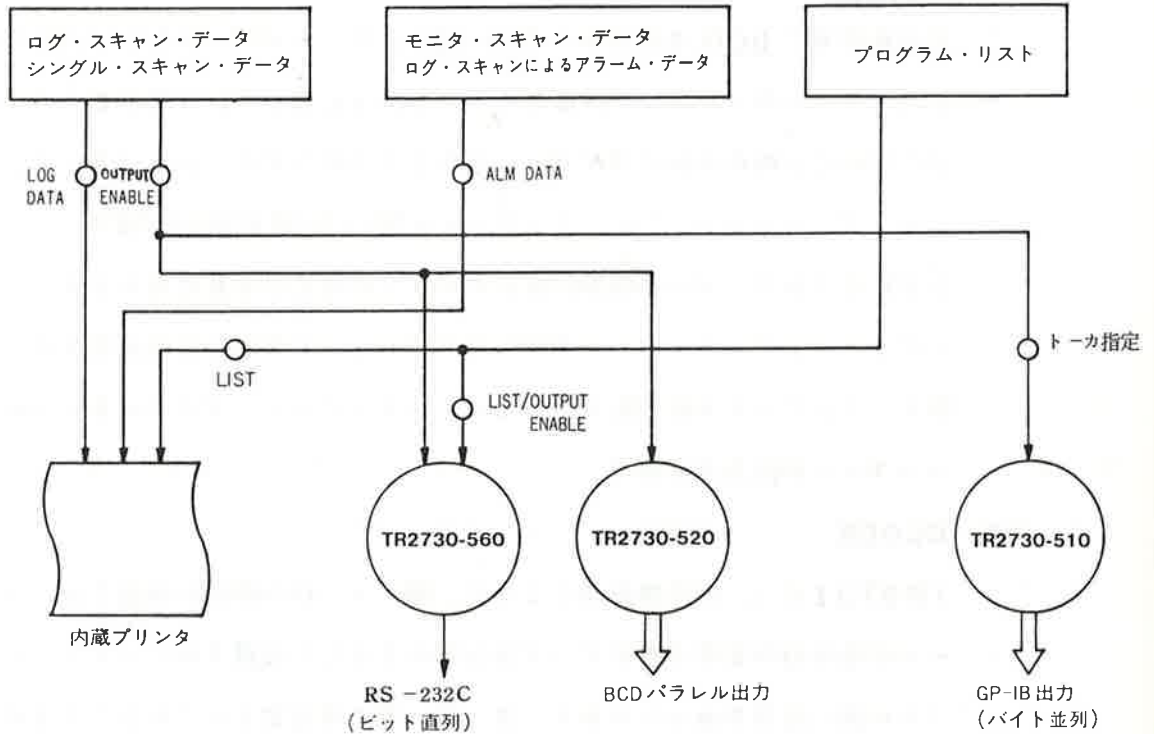 ログ・スキャン・データ
シングル・スキャン・データ
モニタ・スキャン・データ
ログ・スキャンによるアラーム・データ
プログラム・リスト
LOG
DATA
OUTPUT
ENABLE
ALM DATA
トーカ指定
LIST
LIST/OUTPUT
ENABLE
TR2730-560
TR2730-520
TR2730-510
内蔵プリンタ
RS-232C
(ビット直列)
BCDパラレル出力
GP-IB出力
(バイト並列)